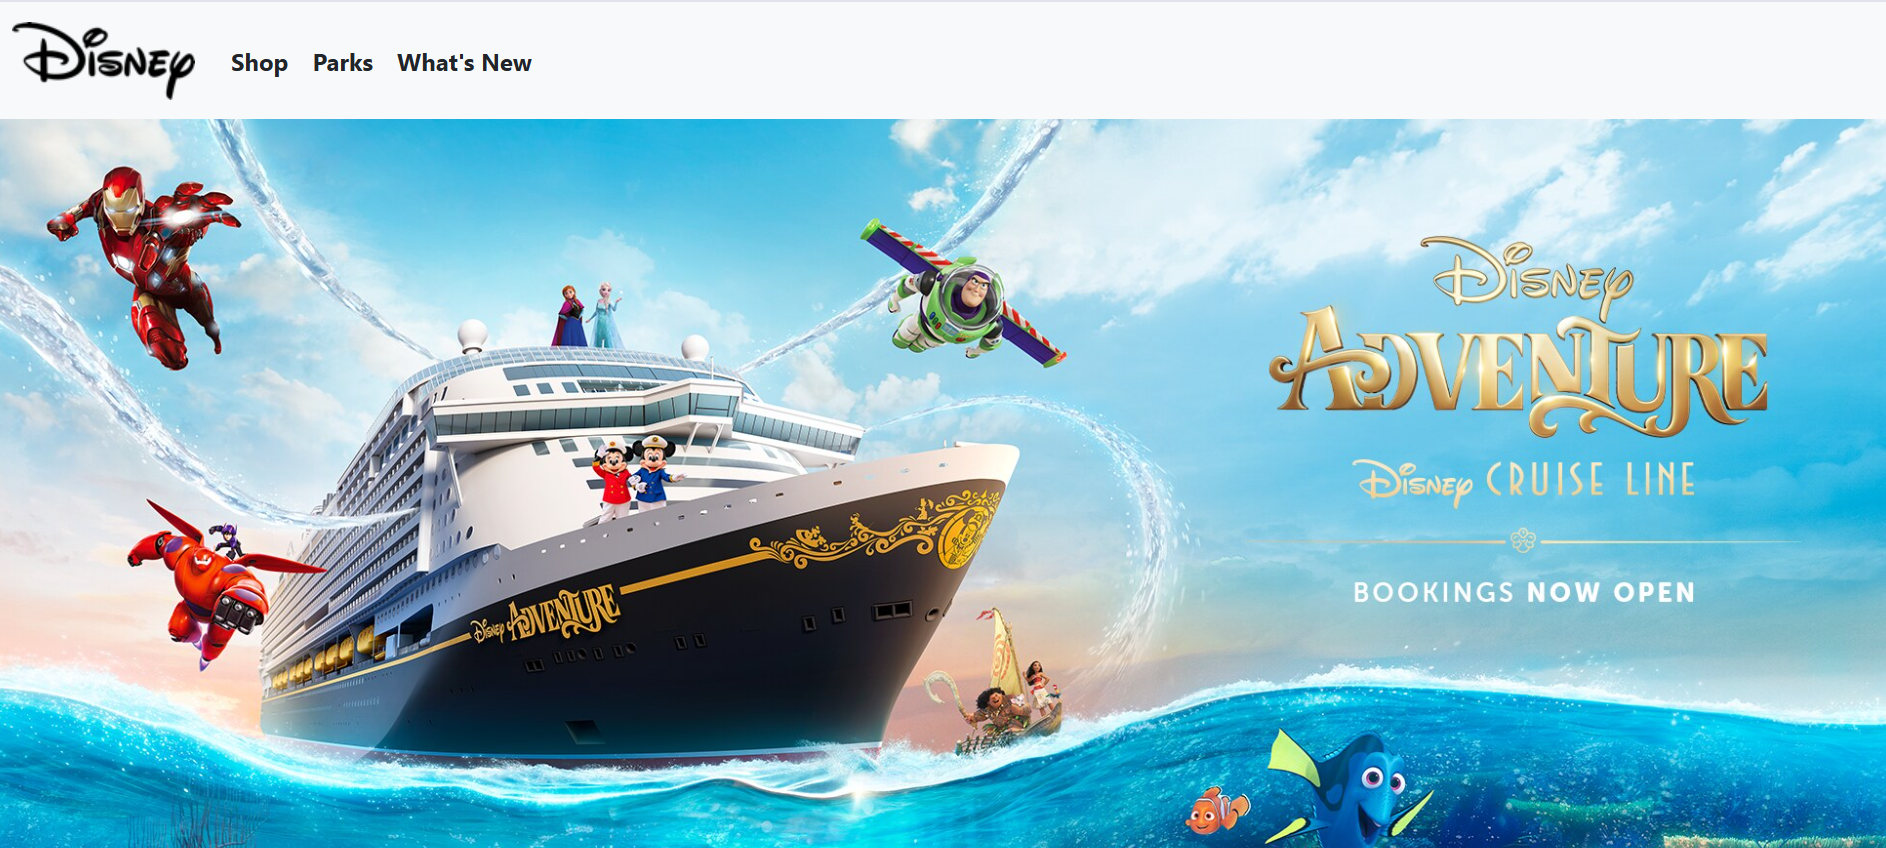 Disney
Shop Parks What's New
Disney
ADVENTURE
Disney CRUISE LINE
BOOKINGS NOW OPEN
Disney ADVENTURE